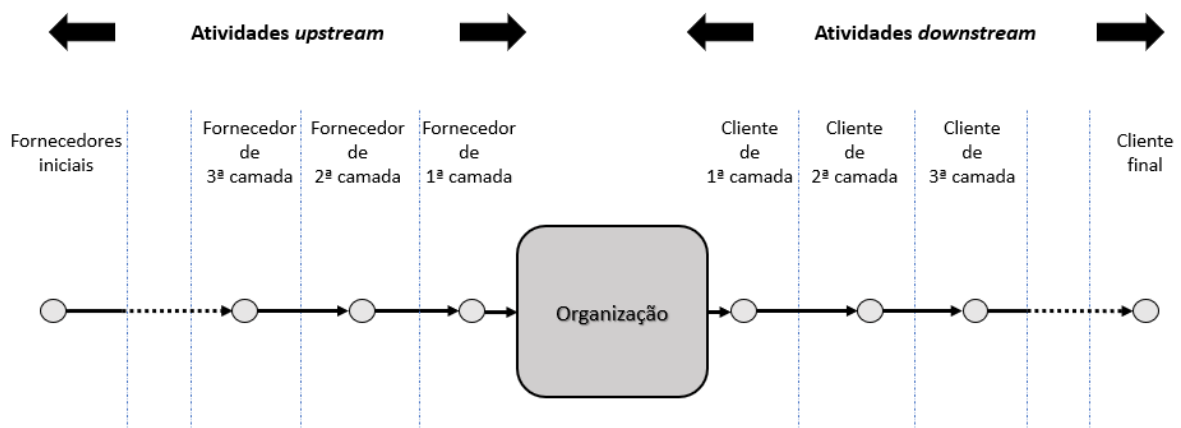 Atividades upstream
Atividades downstream
Fornecedores
iniciais
Fornecedor
de
3ª camada
Fornecedor
de
2ª camada
Fornecedor
de
1ª camada
Cliente
de
1ª camada
Cliente
de
2ª camada
Cliente
de
3ª camada
Cliente
final
Organização